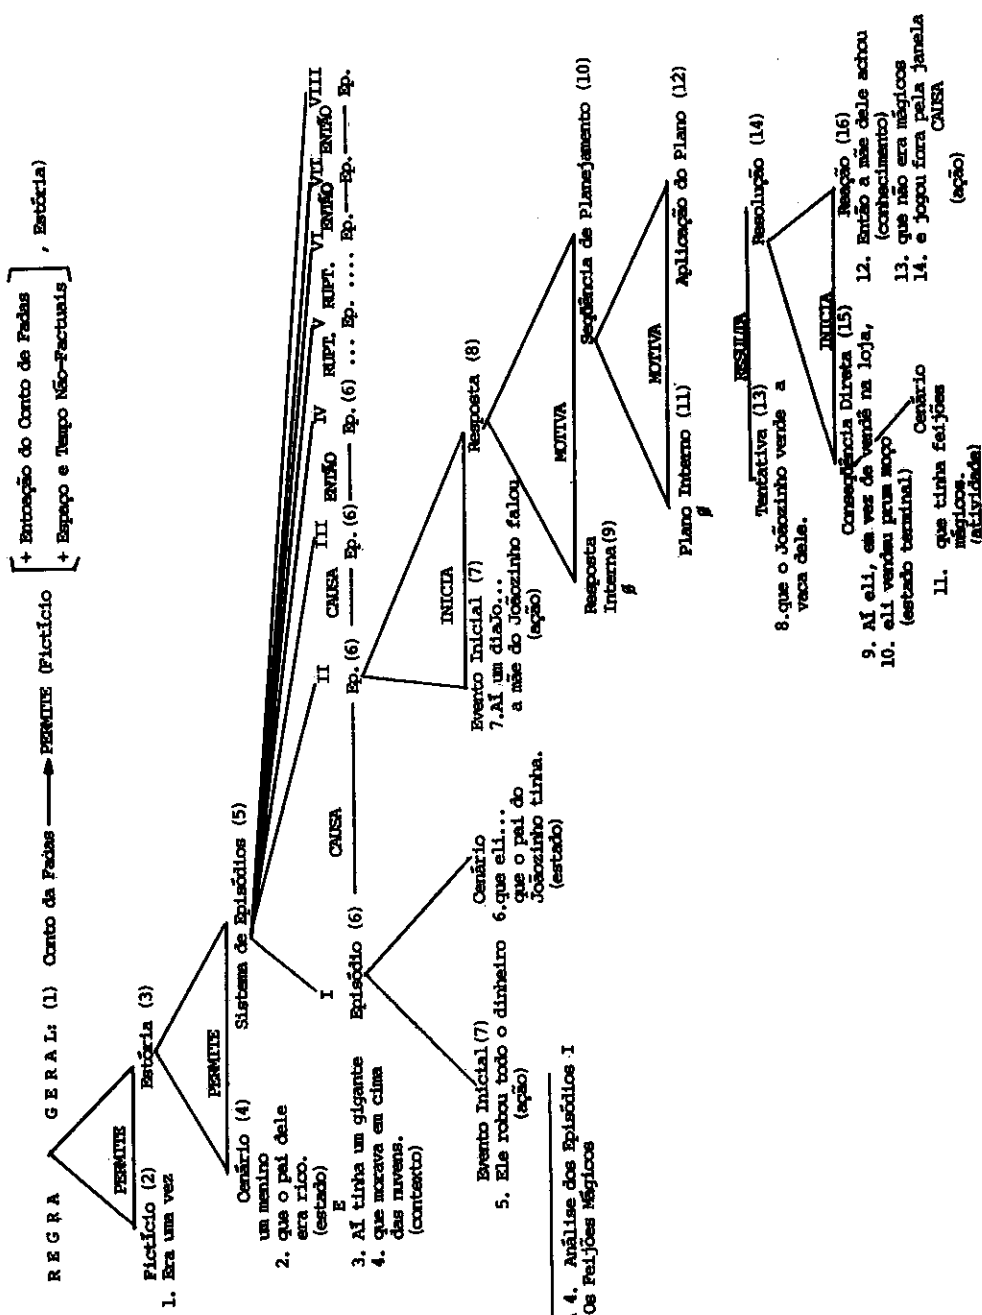 R E G R A   G E R A L: (1) Conto da Fadas ⟶ PERMITE (Fictício [+ Entoação do Conto de Fadas
+ Espaço e Tempo Não-Factuais] , Estória)
PERMITE
Fictício (2)
1. Era uma vez
Estória (3)
PERMITE
Cenário (4)
um menino
2. que o pai dele
era rico.
(estado)
E
3. Aí tinha um gigante
4. que morava em cima
das nuvens.
(contexto)
Sistema de Episódios (5)
I
II
III
IV
V
VI
VII
VIII
Episódio (6) CAUSA Ep. (6) CAUSA Ep. (6) ENTÃO Ep. (6) ... RUPT. Ep. .... RUPT. Ep. ENTÃO Ep. ENTÃO Ep.
Evento Inicial (7)
5. Ele robou todo o dinheiro
(ação)
Cenário
6. que eli...
que o pai do
Joãozinho tinha.
(estado)
INICIA
Evento Inicial (7)
7. Aí um diaJo...
a mãe do Joãozinho falou
(ação)
Resposta (8)
MOTIVA
Resposta
Interna (9)
ø
Seqüência de Planejamento (10)
MOTIVA
Plano Interno (11)
ø
Aplicação do Plano (12)
RESULTA
Tentativa (13)
8. que o Joãozinho vende a
vaca dele.
Resolução (14)
INICIA
Conseqüência Direta (15)
9. Aí eli, em vez de vendê na loja,
10. eli vendeu prum moço
(estado terminal)
Cenário
11. que tinha feijões
mágicos.
(atividade)
Reação (16)
12. Então a mãe dele achou
(conhecimento)
13. que não era mágicos
14. e jogou fora pela janela
CAUSA
(ação)
4. Análise dos Episódios I
Os Feijões Mágicos